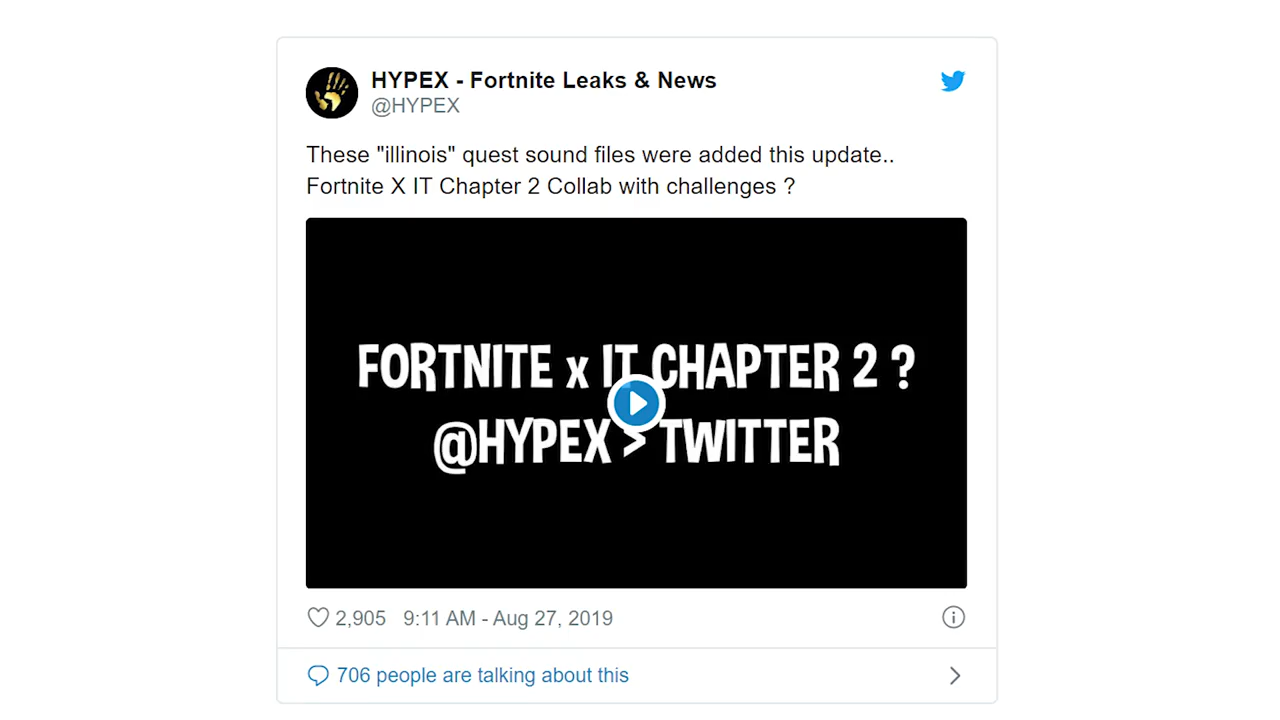 HYPEX - Fortnite Leaks & News
@HYPEX
These "illinois" quest sound files were added this update..
Fortnite X IT Chapter 2 Collab with challenges ?
FORTNITE x IT CHAPTER 2 ?
@HYPEX > TWITTER
2,905 9:11 AM - Aug 27, 2019
706 people are talking about this